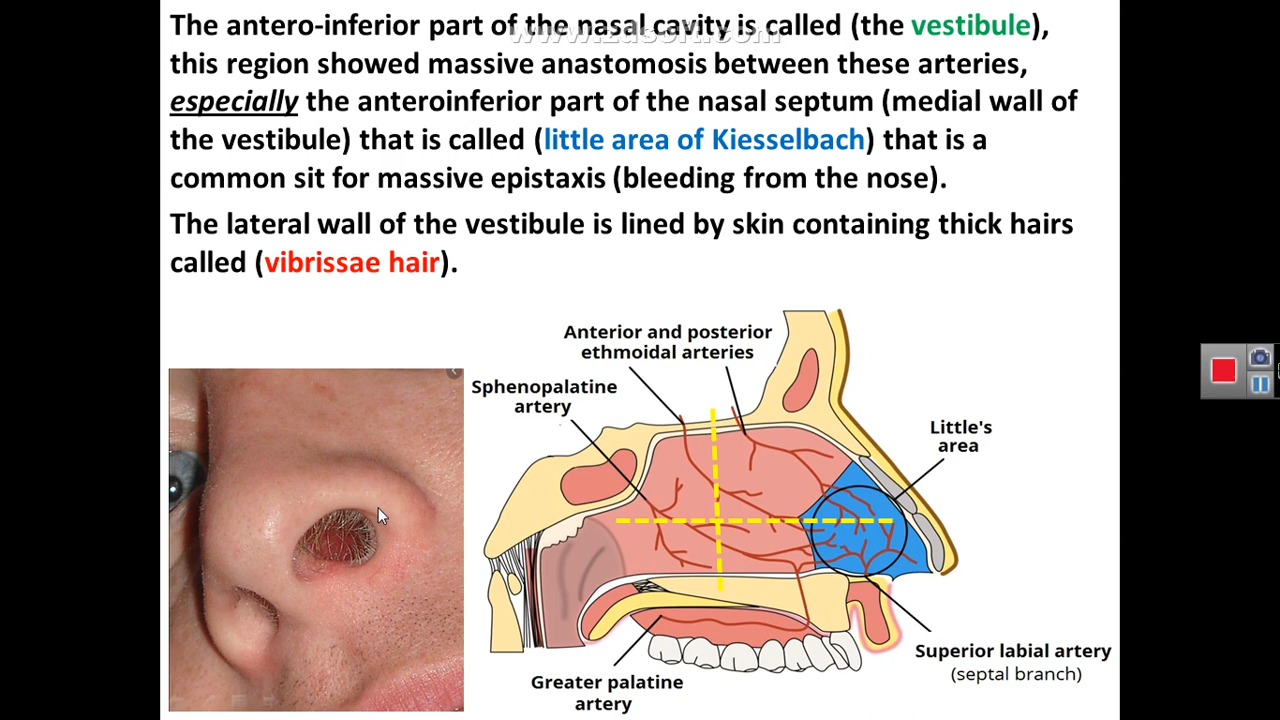 The antero-inferior part of the nasal cavity is called (the vestibule),
www.zdsoft.com
this region showed massive anastomosis between these arteries,
especially the anteroinferior part of the nasal septum (medial wall of
the vestibule) that is called (little area of Kiesselbach) that is a
common sit for massive epistaxis (bleeding from the nose).
The lateral wall of the vestibule is lined by skin containing thick hairs
called (vibrissae hair).
Anterior and posterior
ethmoidal arteries
Sphenopalatine
artery
Little's
area
Superior labial artery
(septal branch)
Greater palatine
artery